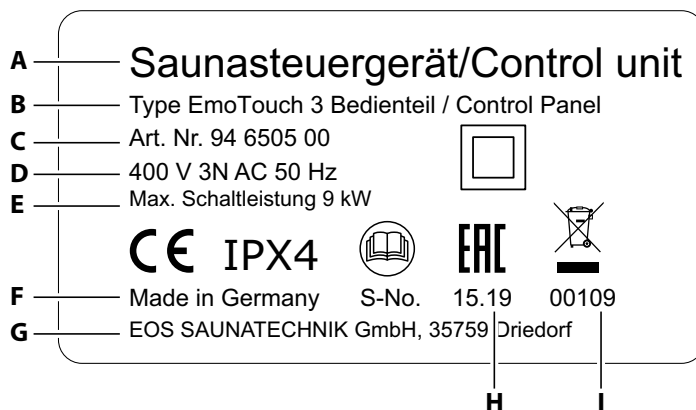 A Saunasteuergerät/Control unit
B Type EmoTouch 3 Bedienteil / Control Panel
C Art. Nr. 94 6505 00
D 400 V 3N AC 50 Hz
E Max. Schaltleistung 9 kW
CE IPX4 EAC
F Made in Germany S-No. 15.19 00109
G EOS SAUNATECHNIK GmbH, 35759 Driedorf
H I